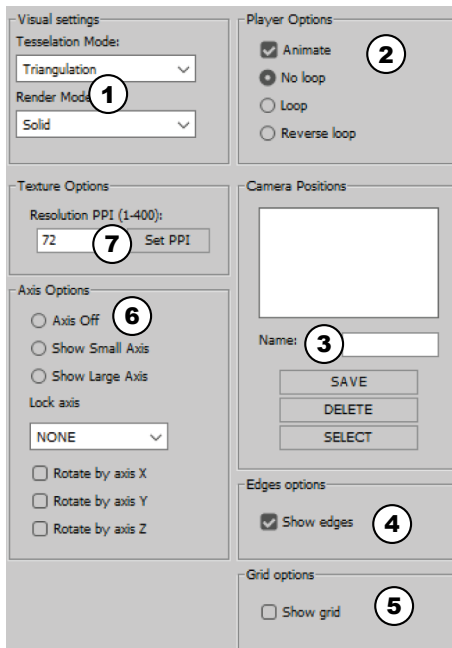 Visual settings
Tesselation Mode:
Triangulation
Render Mode
1
Solid
Player Options
Animate
2
No loop
Loop
Reverse loop
Texture Options
Resolution PPI (1-400):
72
7
Set PPI
Camera Positions
Name:
3
SAVE
DELETE
SELECT
Axis Options
Axis Off
6
Show Small Axis
Show Large Axis
Lock axis
NONE
Rotate by axis X
Rotate by axis Y
Rotate by axis Z
Edges options
Show edges
4
Grid options
Show grid
5